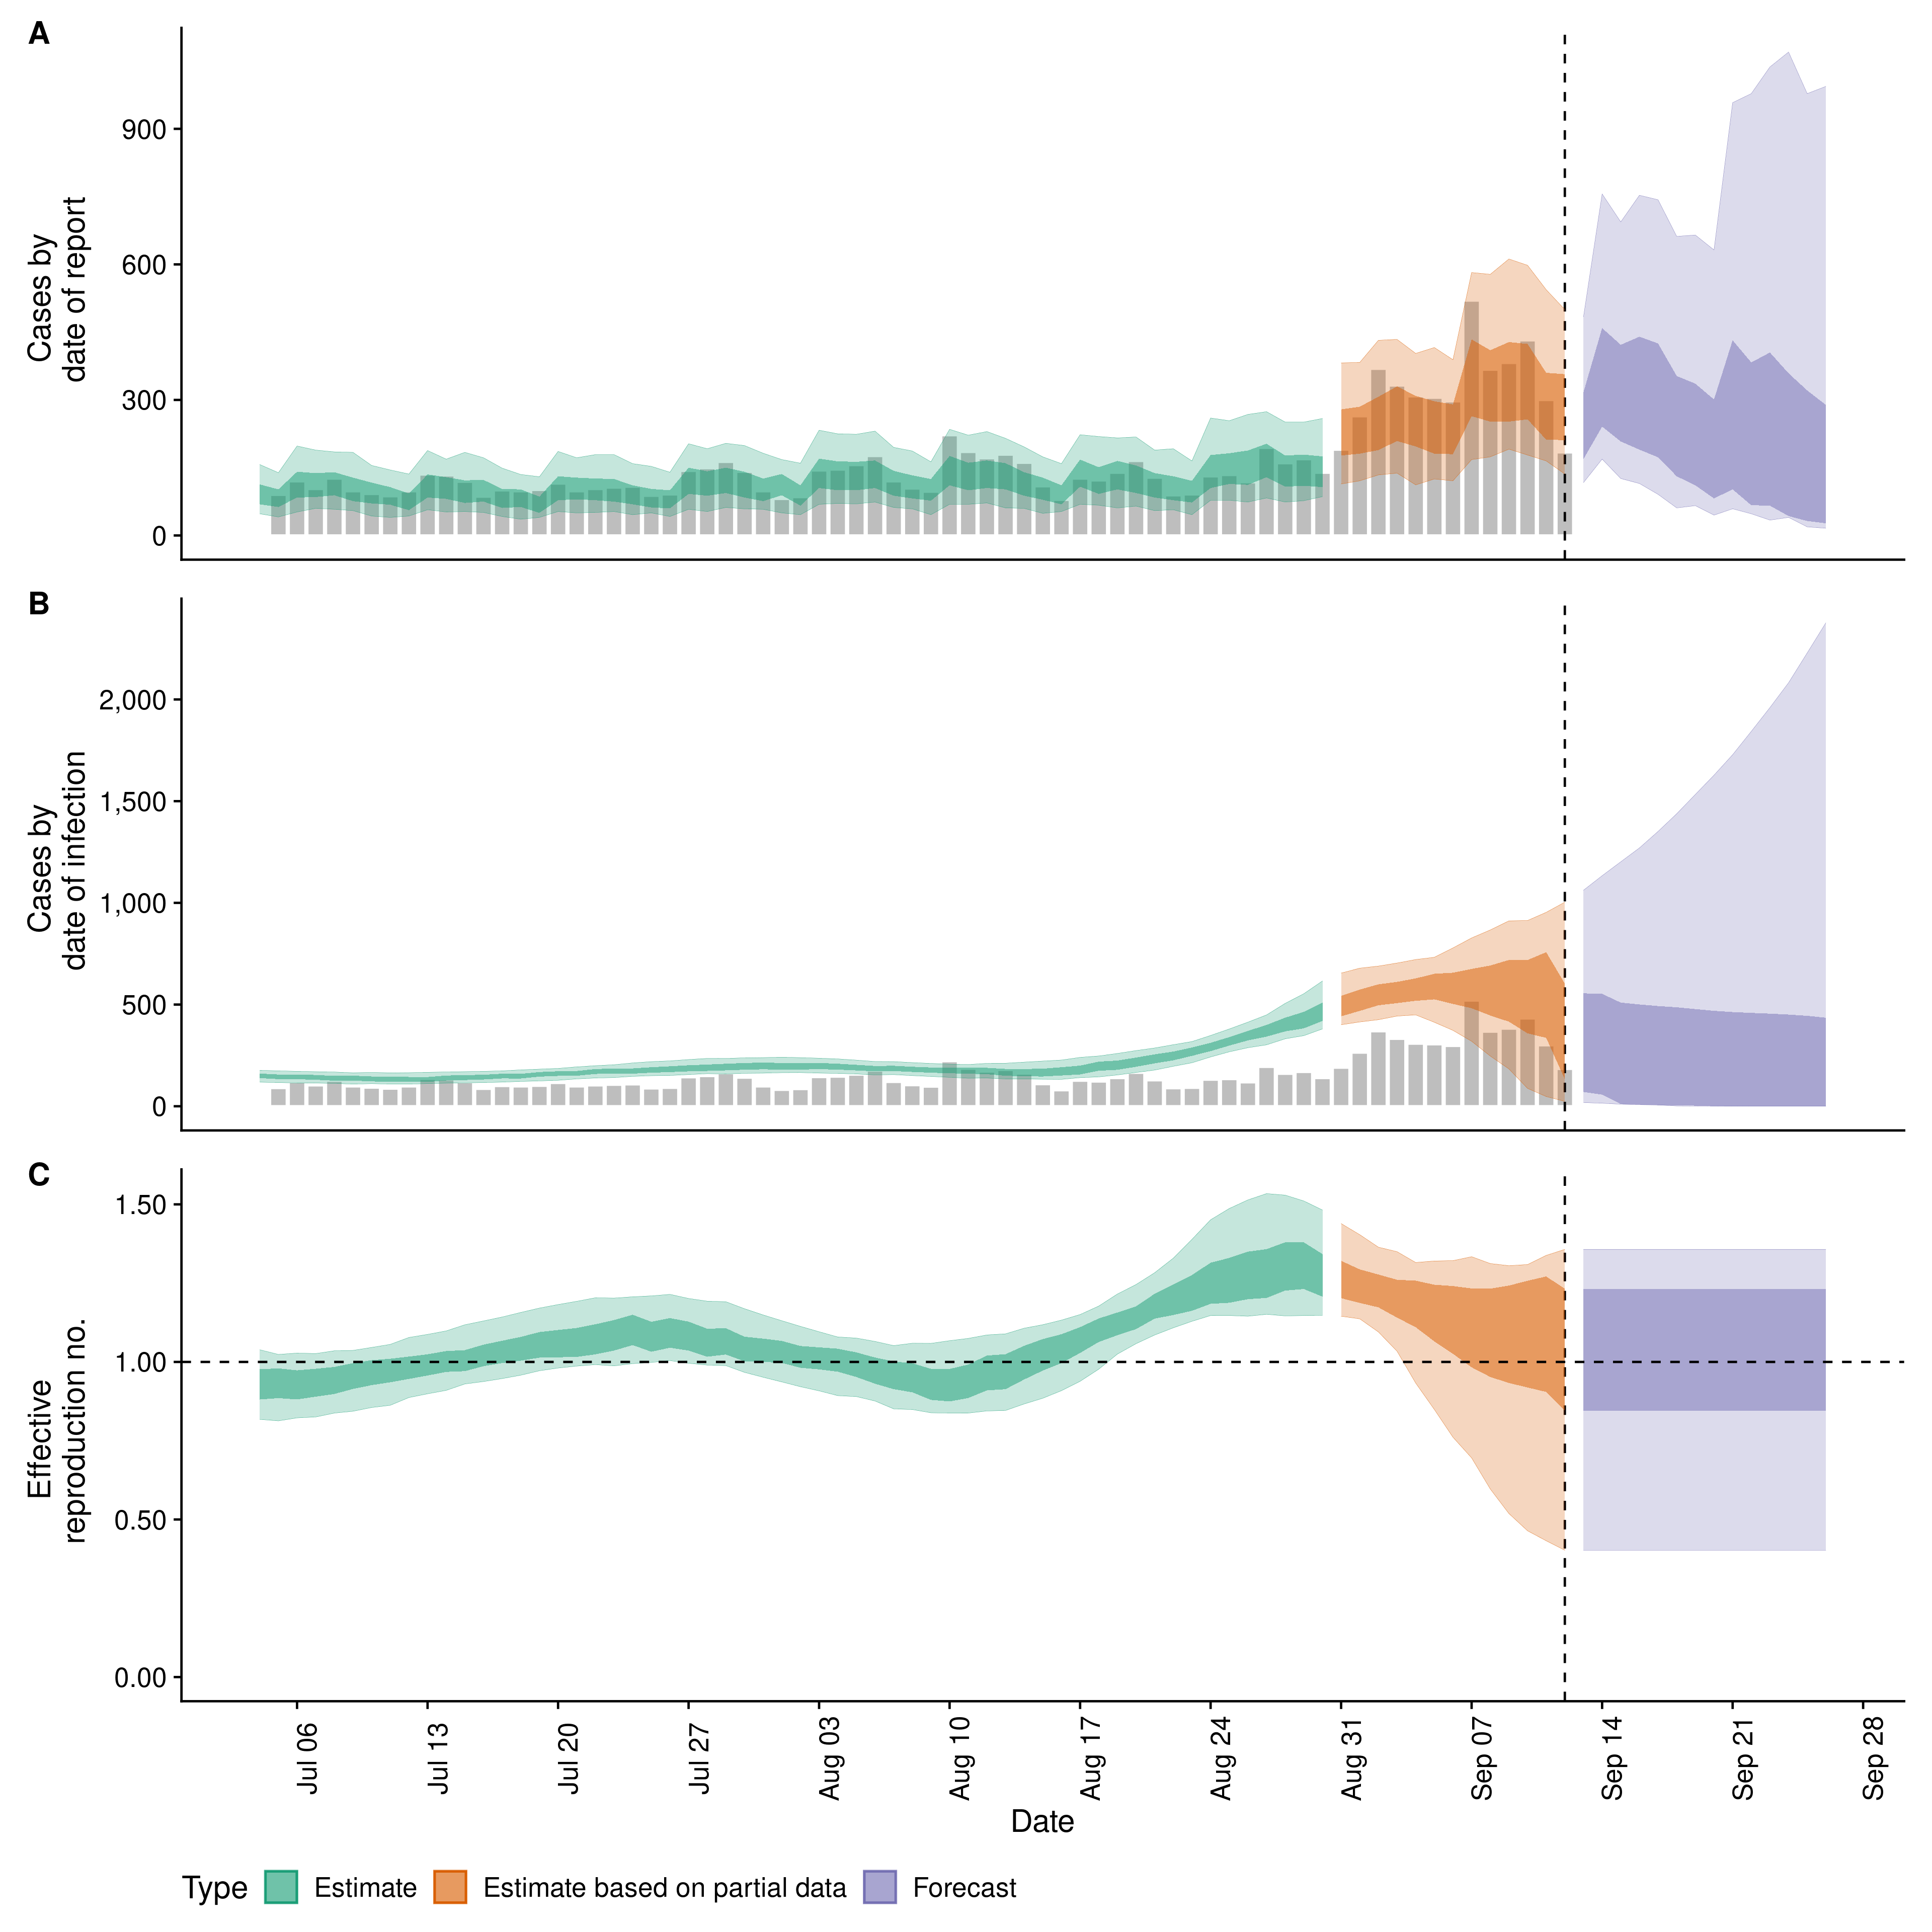 A
Cases by
date of report
900
600
300
0
B
Cases by
date of infection
2,000
1,500
1,000
500
0
C
Effective
reproduction no.
1.50
1.00
0.50
0.00
Jul 06
Jul 13
Jul 20
Jul 27
Aug 03
Aug 10
Aug 17
Aug 24
Aug 31
Sep 07
Sep 14
Sep 21
Sep 28
Date
Type Estimate Estimate based on partial data Forecast